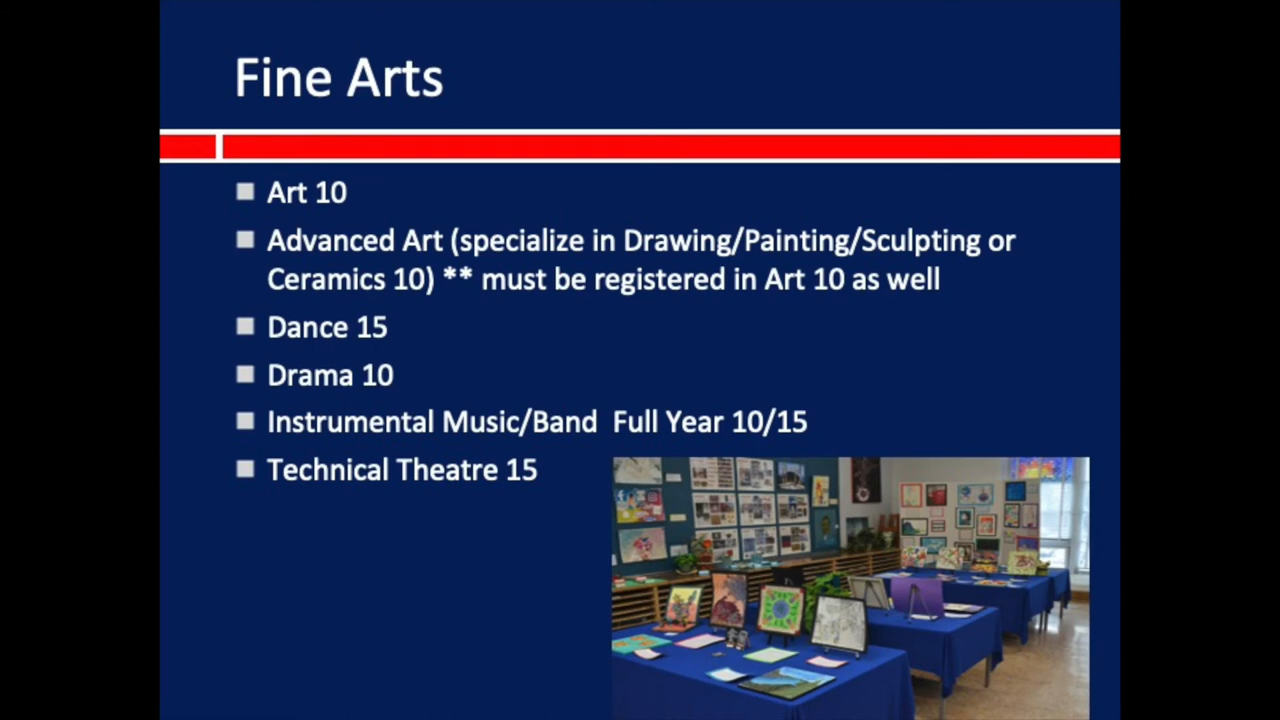 Fine Arts
Art 10
Advanced Art (specialize in Drawing/Painting/Sculpting or
Ceramics 10) ** must be registered in Art 10 as well
Dance 15
Drama 10
Instrumental Music/Band  Full Year 10/15
Technical Theatre 15